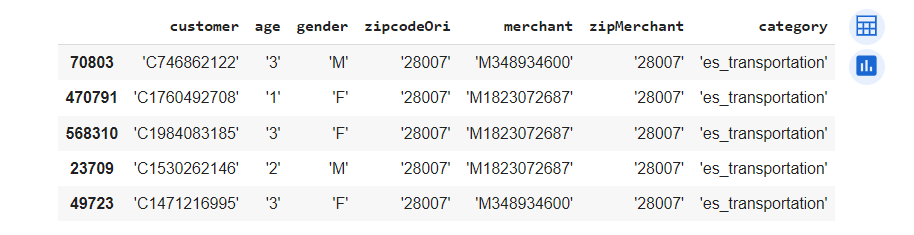 customer age gender zipcodeOri merchant zipMerchant category
70803 'C746862122' '3' 'M' '28007' 'M348934600' '28007' 'es_transportation'
470791 'C1760492708' '1' 'F' '28007' 'M1823072687' '28007' 'es_transportation'
568310 'C1984083185' '3' 'F' '28007' 'M1823072687' '28007' 'es_transportation'
23709 'C1530262146' '2' 'M' '28007' 'M1823072687' '28007' 'es_transportation'
49723 'C1471216995' '3' 'F' '28007' 'M348934600' '28007' 'es_transportation'